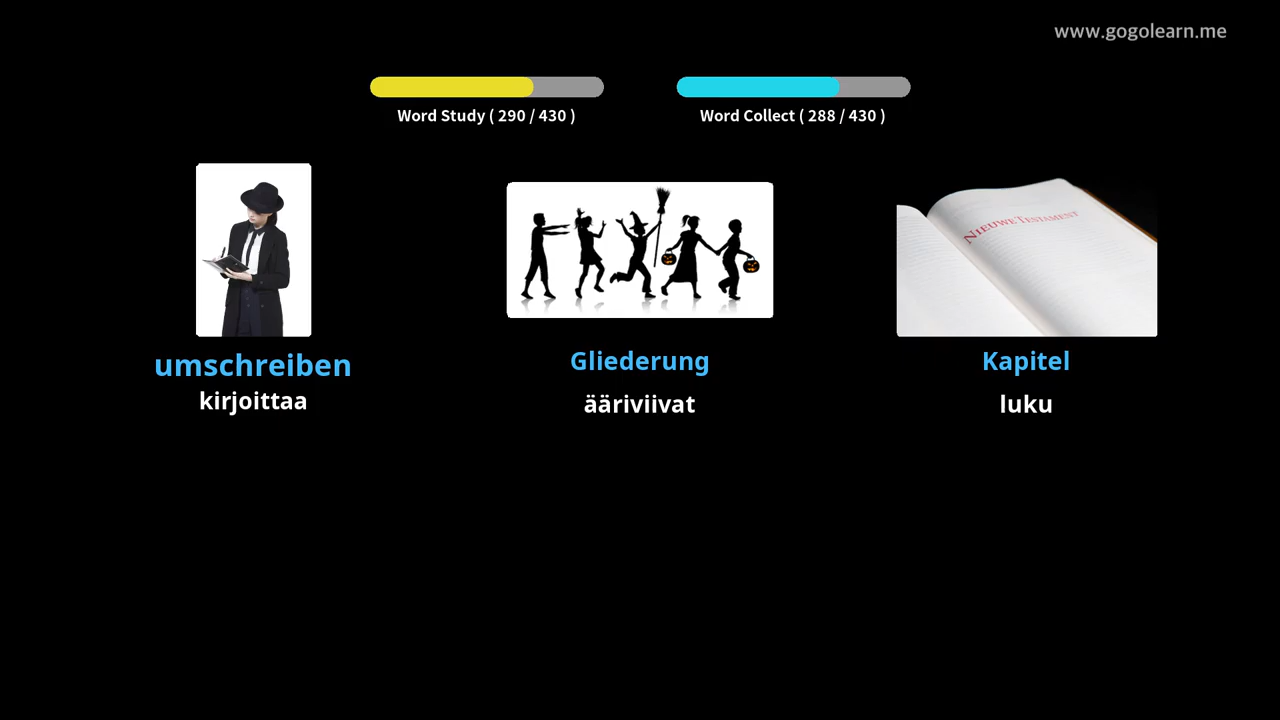 www.gogolearn.me
Word Study ( 290 / 430 )
Word Collect ( 288 / 430 )
NIEUWE TESTAMENT
umschreiben
kirjoittaa
Gliederung
ääriviivat
Kapitel
luku